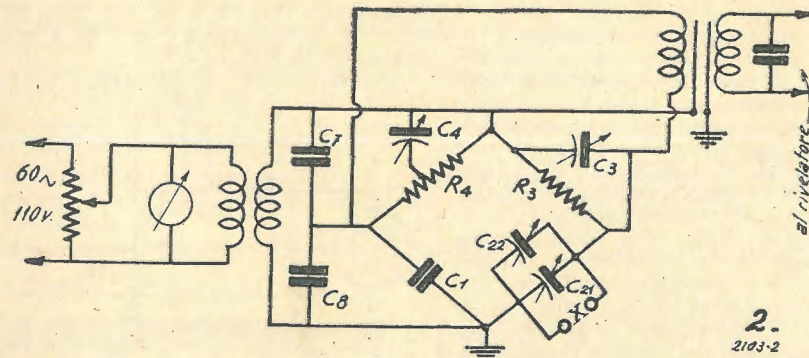 60~
110v.
C7
C8
C4
R4
C1
R3
C3
C22
C21
X
al rivelatore
2.
2103-2